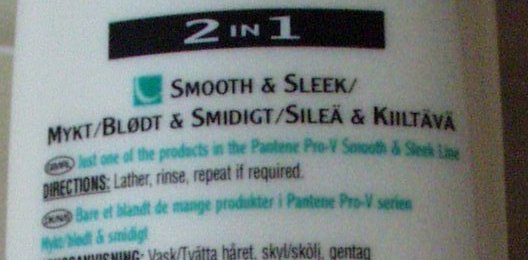 2 IN 1
SMOOTH & SLEEK/
MYKT/BLØDT & SMIDIGT/SILEÄ & KIILTÄVÄ
Just one of the products in the Pantene Pro-V Smooth & Sleek Line
DIRECTIONS: Lather, rinse, repeat if required.
Bare et blandt de mange produkter i Pantene Pro-V serien
Mykt/blødt & smidigt
Vask/Tvätta håret, skyl/skölj, gentag